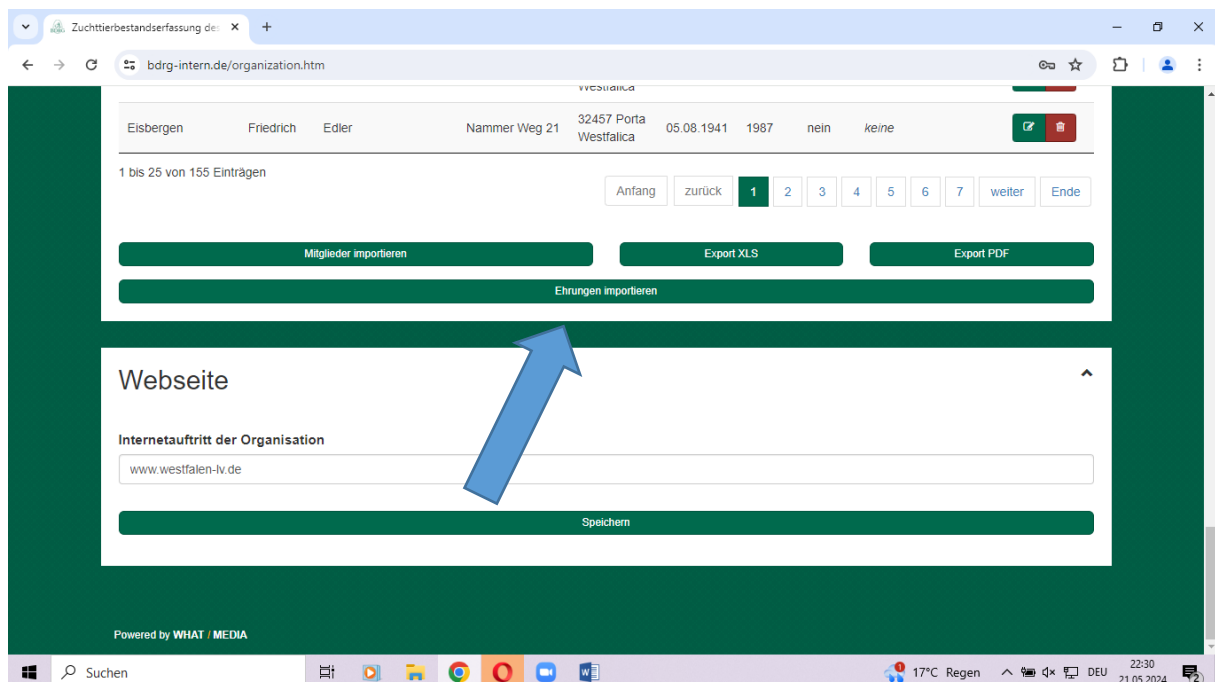 Zuchttierbestandserfassung de
bdrg-intern.de/organization.htm
Westfalica
Eisbergen Friedrich Edler Nammer Weg 21 32457 Porta Westfalica 05.08.1941 1987 nein keine
1 bis 25 von 155 Einträgen
Anfang zurück 1 2 3 4 5 6 7 weiter Ende
Mitglieder importieren Export XLS Export PDF
Ehrungen importieren
Webseite
Internetauftritt der Organisation
www.westfalen-lv.de
Speichern
Powered by WHAT / MEDIA
Suchen 17°C Regen DEU 22:30
21.05.2024